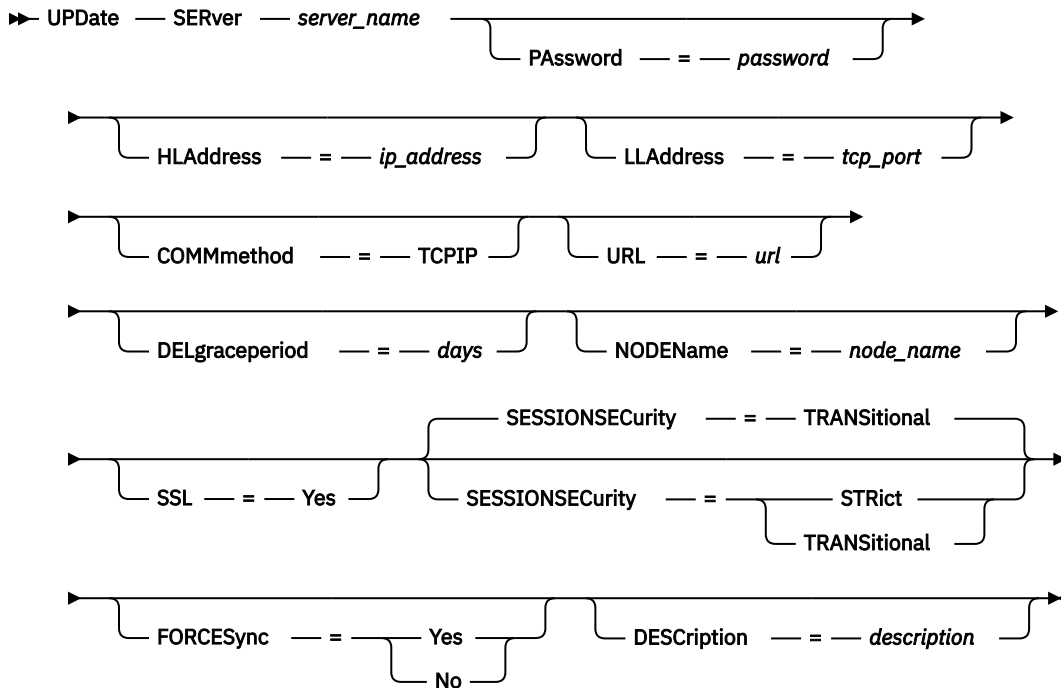 UPDate SERver server_name
PAssword = password
HLAddress = ip_address LLAddress = tcp_port
COMMmethod = TCPIP URL = url
DELgraceperiod = days NODEName = node_name
SESSIONSECurity = TRANSitional
SSL = Yes SESSIONSECurity = STRict
TRANSitional
FORCESync = Yes DESCription = description
No